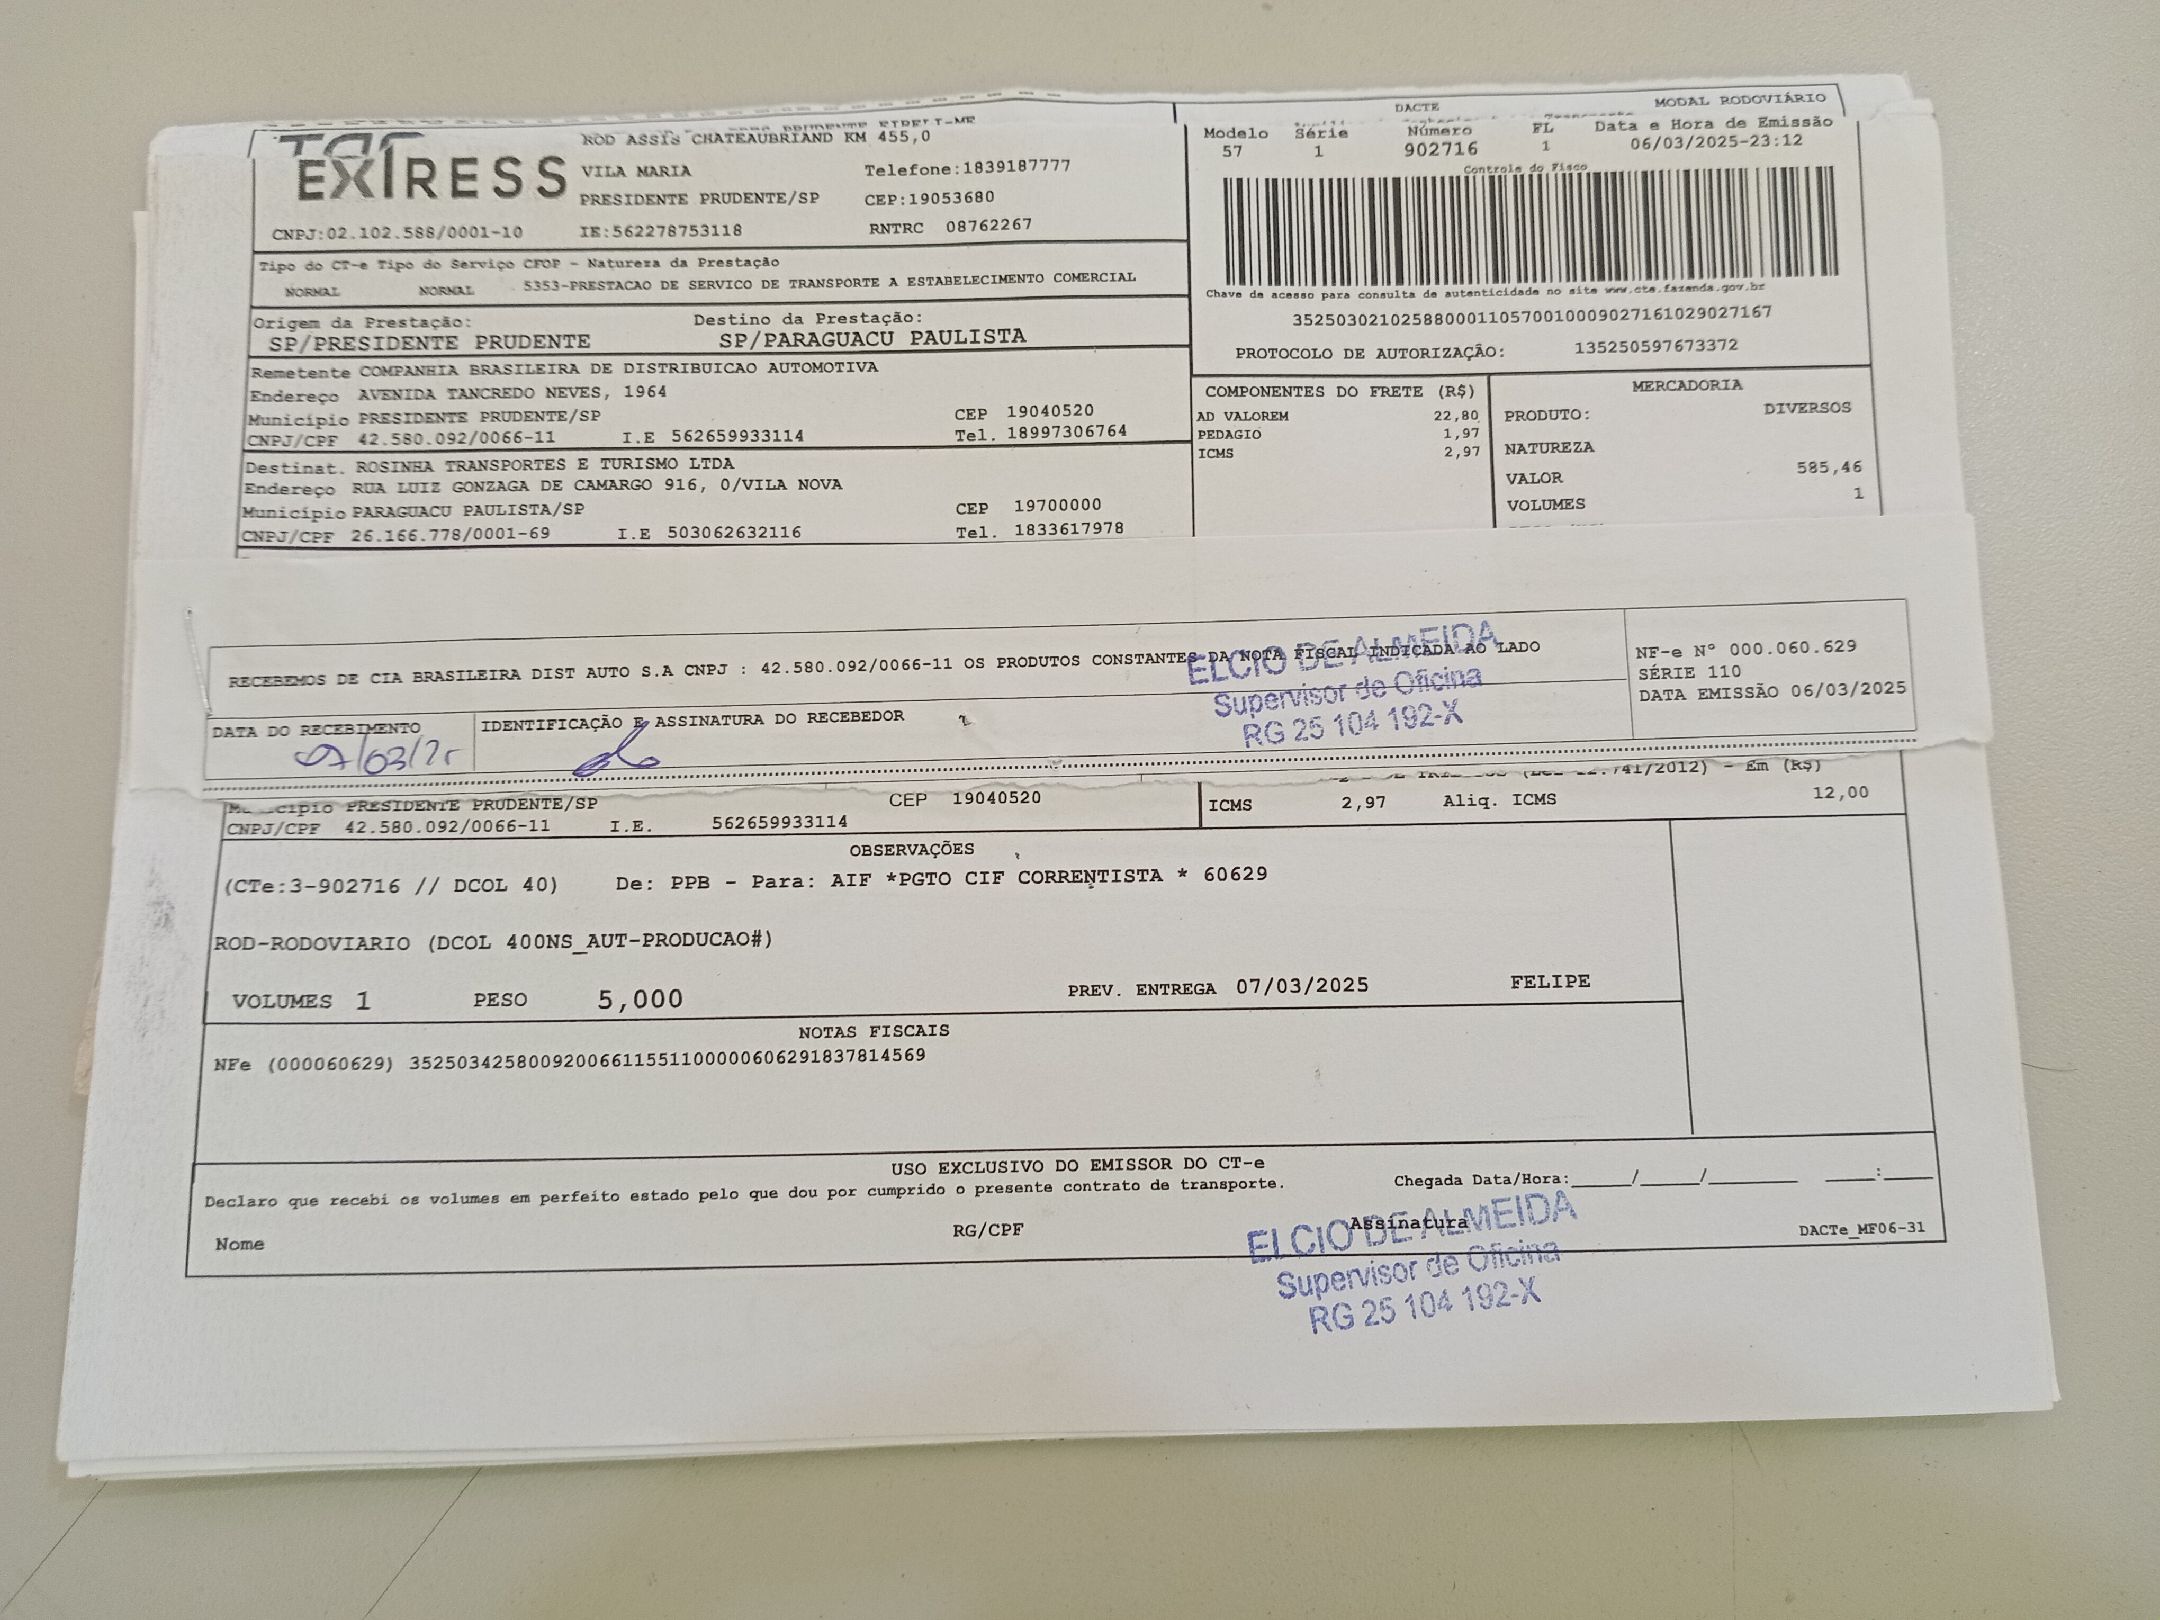 DACTE
MODAL RODOVIÁRIO
EXPRESS
ROD ASSIS CHATEAUBRIAND KM 455,0
VILA MARIA Telefone:1839187777
PRESIDENTE PRUDENTE/SP CEP:19053680
CNPJ:02.102.588/0001-10 IE:562278753118 RNTRC 08762267
Modelo Série Número FL Data e Hora de Emissão
57 1 902716 1 06/03/2025-23:12
Controle do Fisco
Chave de acesso para consulta de autenticidade no site www.cte.fazenda.gov.br
35250302102588000110570010009027161029027167
PROTOCOLO DE AUTORIZAÇÃO: 135250597673372
Tipo do CT-e Tipo do Serviço CFOP - Natureza da Prestação
NORMAL NORMAL 5353-PRESTACAO DE SERVICO DE TRANSPORTE A ESTABELECIMENTO COMERCIAL
Origem da Prestação: Destino da Prestação:
SP/PRESIDENTE PRUDENTE SP/PARAGUACU PAULISTA
Remetente COMPANHIA BRASILEIRA DE DISTRIBUICAO AUTOMOTIVA
Endereço AVENIDA TANCREDO NEVES, 1964
Município PRESIDENTE PRUDENTE/SP CEP 19040520
CNPJ/CPF 42.580.092/0066-11 I.E 562659933114 Tel. 18997306764
Destinat. ROSINHA TRANSPORTES E TURISMO LTDA
Endereço RUA LUIZ GONZAGA DE CAMARGO 916, 0/VILA NOVA
Município PARAGUACU PAULISTA/SP CEP 19700000
CNPJ/CPF 26.166.778/0001-69 I.E 503062632116 Tel. 1833617978
COMPONENTES DO FRETE (R$)
AD VALOREM 22,80
PEDAGIO 1,97
ICMS 2,97
MERCADORIA
PRODUTO: DIVERSOS
NATUREZA
VALOR 585,46
VOLUMES 1
RECEBEMOS DE CIA BRASILEIRA DIST AUTO S.A CNPJ : 42.580.092/0066-11 OS PRODUTOS CONSTANTES DA NOTA FISCAL INDICADA AO LADO
ELCIO DE ALMEIDA
Supervisor de Oficina
RG 25 104 192-X
NF-e N° 000.060.629
SÉRIE 110
DATA EMISSÃO 06/03/2025
DATA DO RECEBIMENTO
07/03/25
IDENTIFICAÇÃO E ASSINATURA DO RECEBEDOR
12.741/2012) - Em (R$)
Município PRESIDENTE PRUDENTE/SP CEP 19040520
CNPJ/CPF 42.580.092/0066-11 I.E. 562659933114
ICMS 2,97 Aliq. ICMS 12,00
OBSERVAÇÕES
(CTe:3-902716 // DCOL 40) De: PPB - Para: AIF *PGTO CIF CORRENTISTA * 60629
ROD-RODOVIARIO (DCOL 400NS_AUT-PRODUCAO#)
VOLUMES 1 PESO 5,000 PREV. ENTREGA 07/03/2025 FELIPE
NOTAS FISCAIS
NFe (000060629) 35250342580092006611551100000606291837814569
USO EXCLUSIVO DO EMISSOR DO CT-e
Declaro que recebi os volumes em perfeito estado pelo que dou por cumprido o presente contrato de transporte.
Chegada Data/Hora:_____/_____/________ _____:_____
Nome RG/CPF Assinatura DACTe_MF06-31
ELCIO DE ALMEIDA
Supervisor de Oficina
RG 25 104 192-X